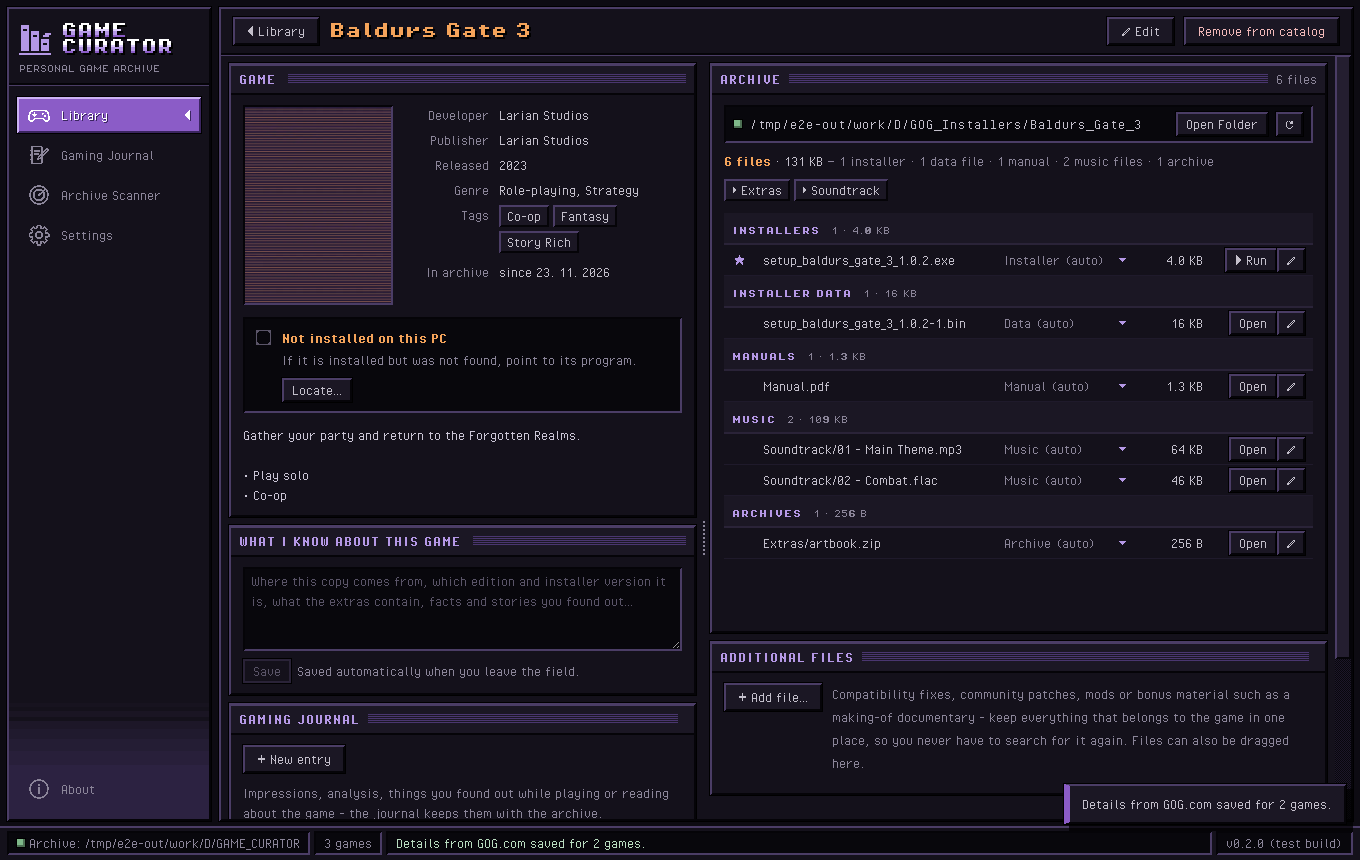 GAME CURATOR
PERSONAL GAME ARCHIVE
Library
Gaming Journal
Archive Scanner
Settings
About
Library
Baldurs Gate 3
Edit
Remove from catalog
GAME
Developer Larian Studios
Publisher Larian Studios
Released 2023
Genre Role-playing, Strategy
Tags Co-op Fantasy
Story Rich
In archive since 23. 11. 2026
Not installed on this PC
If it is installed but was not found, point to its program.
Locate…
Gather your party and return to the Forgotten Realms.
• Play solo
• Co-op
WHAT I KNOW ABOUT THIS GAME
Where this copy comes from, which edition and installer version it
is, what the extras contain, facts and stories you found out…
Save Saved automatically when you leave the field.
GAMING JOURNAL
+ New entry
Impressions, analysis, things you found out while playing or reading
about the game – the journal keeps them with the archive.
ARCHIVE 6 files
/tmp/e2e-out/work/D/GOG_Installers/Baldurs_Gate_3 Open Folder
6 files · 131 KB – 1 installer · 1 data file · 1 manual · 2 music files · 1 archive
Extras Soundtrack
INSTALLERS 1 · 4.0 KB
setup_baldurs_gate_3_1.0.2.exe Installer (auto) 4.0 KB Run
INSTALLER DATA 1 · 16 KB
setup_baldurs_gate_3_1.0.2-1.bin Data (auto) 16 KB Open
MANUALS 1 · 1.3 KB
Manual.pdf Manual (auto) 1.3 KB Open
MUSIC 2 · 109 KB
Soundtrack/01 - Main Theme.mp3 Music (auto) 64 KB Open
Soundtrack/02 - Combat.flac Music (auto) 46 KB Open
ARCHIVES 1 · 256 B
Extras/artbook.zip Archive (auto) 256 B Open
ADDITIONAL FILES
+ Add file…
Compatibility fixes, community patches, mods or bonus material such as a
making-of documentary – keep everything that belongs to the game in one
place, so you never have to search for it again. Files can also be dragged
here.
Details from GOG.com saved for 2 games.
Archive: /tmp/e2e-out/work/D/GAME_CURATOR
3 games
Details from GOG.com saved for 2 games.
v0.2.0 (test build)